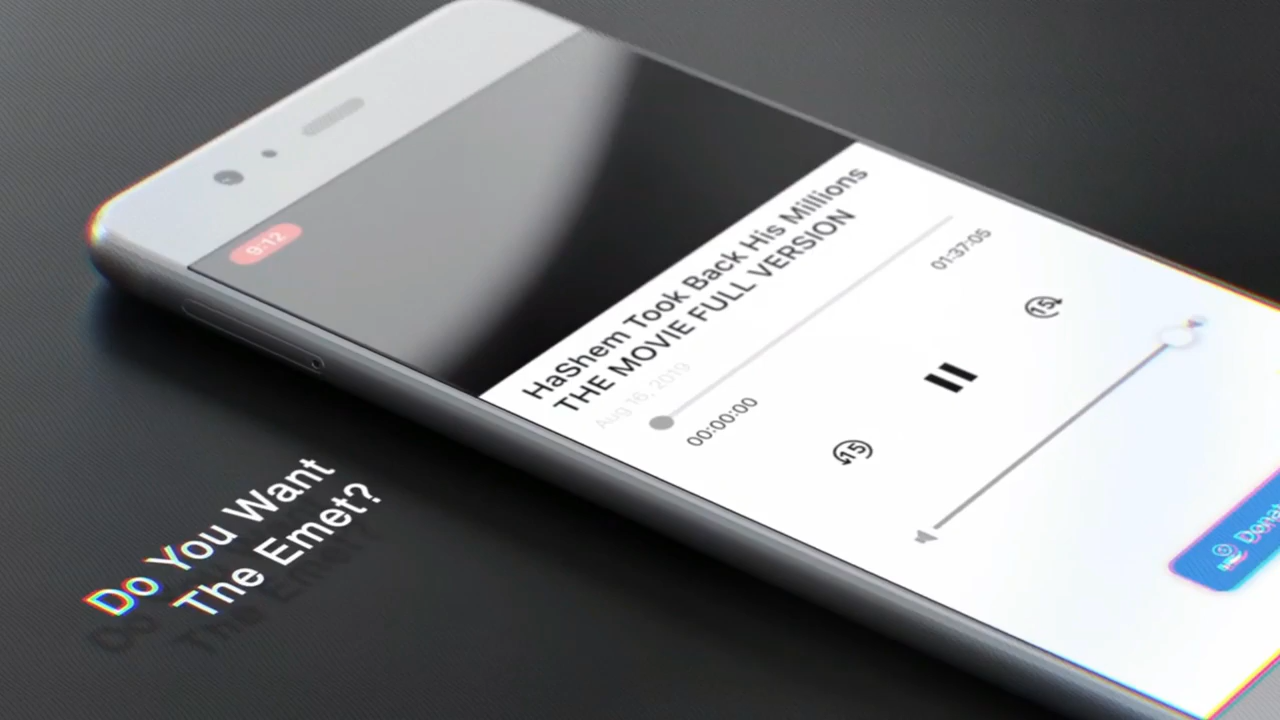 9:12
HaShem Took Back His Millions
THE MOVIE FULL VERSION
Aug 16, 2019
00:00:00
01:37:05
15
15
Do You Want
The Emet?